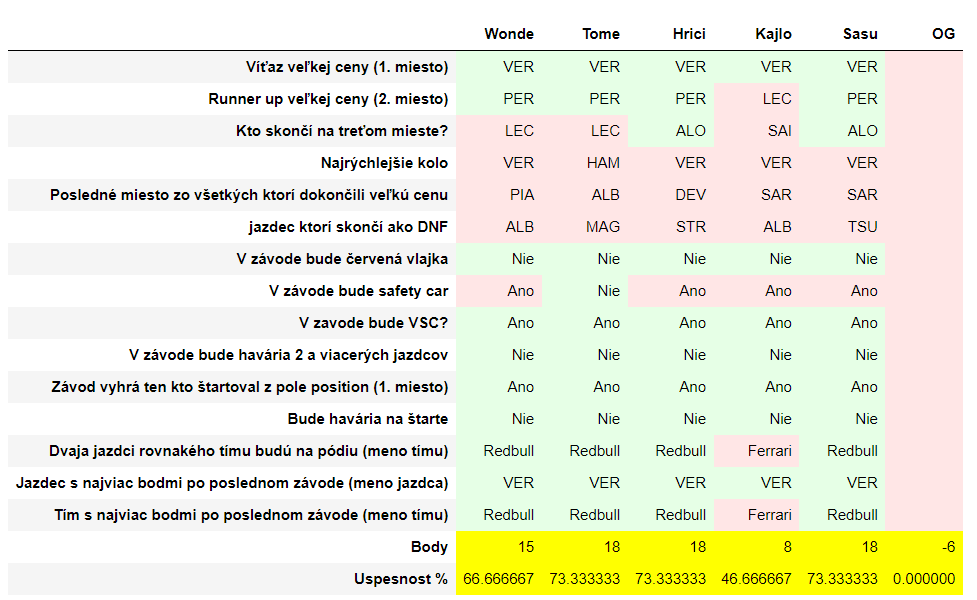 Wonde Tome Hrici Kajlo Sasu OG
Víťaz veľkej ceny (1. miesto) VER VER VER VER VER
Runner up veľkej ceny (2. miesto) PER PER PER LEC PER
Kto skončí na treťom mieste? LEC LEC ALO SAI ALO
Najrýchlejšie kolo VER HAM VER VER VER
Posledné miesto zo všetkých ktorí dokončili veľkú cenu PIA ALB DEV SAR SAR
jazdec ktorí skončí ako DNF ALB MAG STR ALB TSU
V závode bude červená vlajka Nie Nie Nie Nie Nie
V závode bude safety car Ano Nie Ano Ano Ano
V zavode bude VSC? Ano Ano Ano Ano Ano
V závode bude havária 2 a viacerých jazdcov Nie Nie Nie Nie Nie
Závod vyhrá ten kto štartoval z pole position (1. miesto) Ano Ano Ano Ano Ano
Bude havária na štarte Nie Nie Nie Nie Nie
Dvaja jazdci rovnakého tímu budú na pódiu (meno tímu) Redbull Redbull Redbull Ferrari Redbull
Jazdec s najviac bodmi po poslednom závode (meno jazdca) VER VER VER VER VER
Tím s najviac bodmi po poslednom závode (meno tímu) Redbull Redbull Redbull Ferrari Redbull
Body 15 18 18 8 18 -6
Uspesnost % 66.666667 73.333333 73.333333 46.666667 73.333333 0.000000